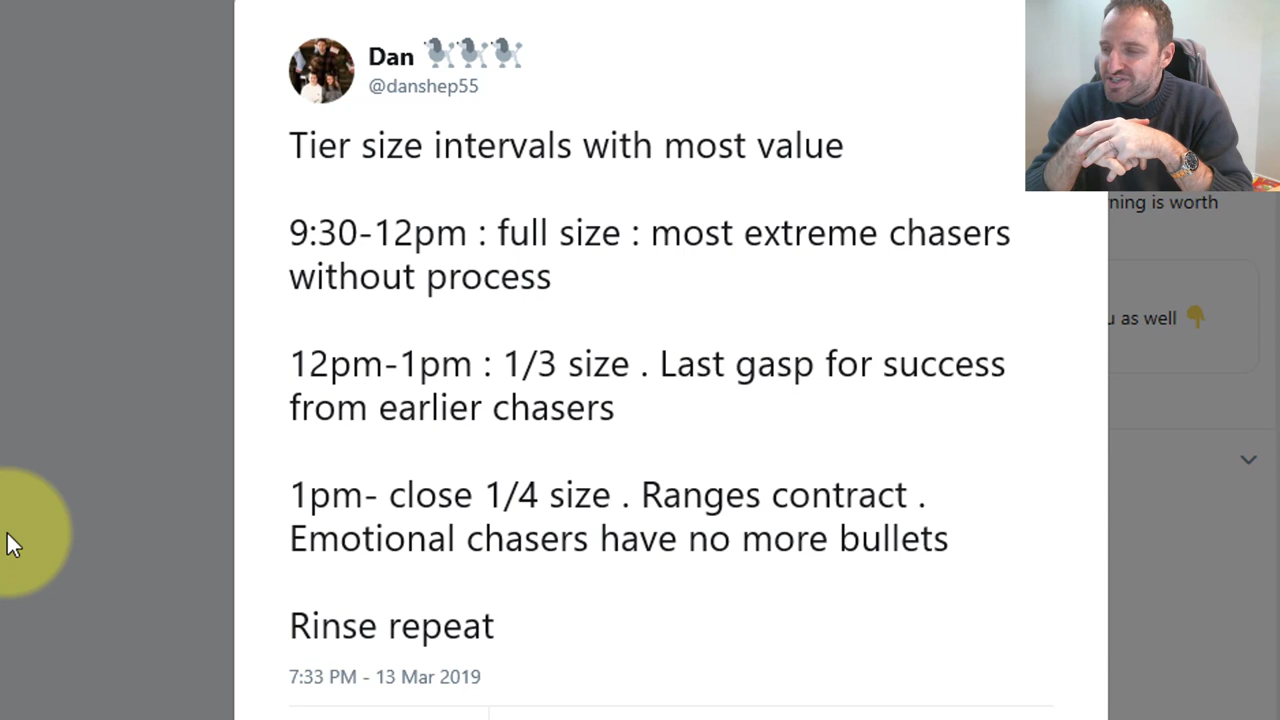 Dan 🐩🐩🐩
@danshep55
Tier size intervals with most value
9:30-12pm : full size : most extreme chasers
without process
ning is worth
u as well 👇
12pm-1pm : 1/3 size . Last gasp for success
from earlier chasers
1pm- close 1/4 size . Ranges contract .
Emotional chasers have no more bullets
Rinse repeat
7:33 PM - 13 Mar 2019